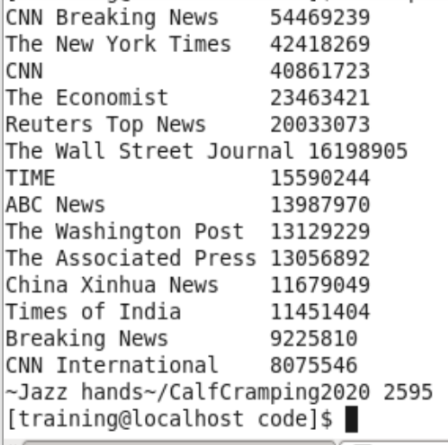 CNN Breaking News 54469239
The New York Times 42418269
CNN 40861723
The Economist 23463421
Reuters Top News 20033073
The Wall Street Journal 16198905
TIME 15590244
ABC News 13987970
The Washington Post 13129229
The Associated Press 13056892
China Xinhua News 11679049
Times of India 11451404
Breaking News 9225810
CNN International 8075546
~Jazz hands~/CalfCramping2020 2595
[training@localhost code]$